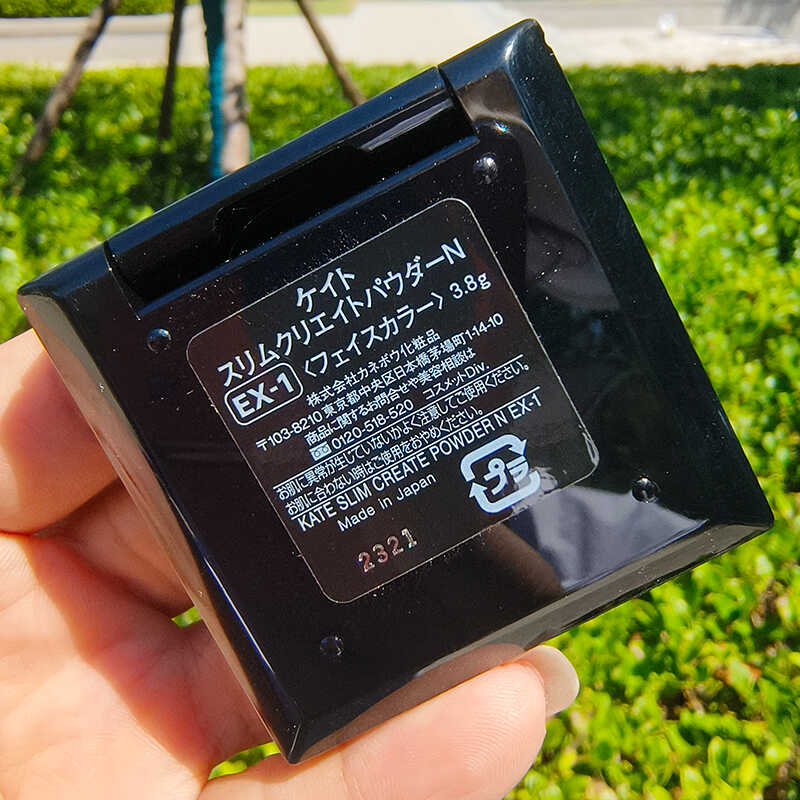 ケイト
スリムクリエイトパウダーN
EX-1 〈フェイスカラー〉 3.8g
株式会社カネボウ化粧品
〒103-8210 東京都中央区日本橋茅場町1-14-10
商品に関するお問合せや美容相談は
0120-518-520 コスメットDiv.
お肌に異常が生じていないかよく注意してご使用ください。
お肌に合わない時はご使用をおやめください。
KATE SLIM CREATE POWDER N EX-1
Made in Japan
プラ
2321